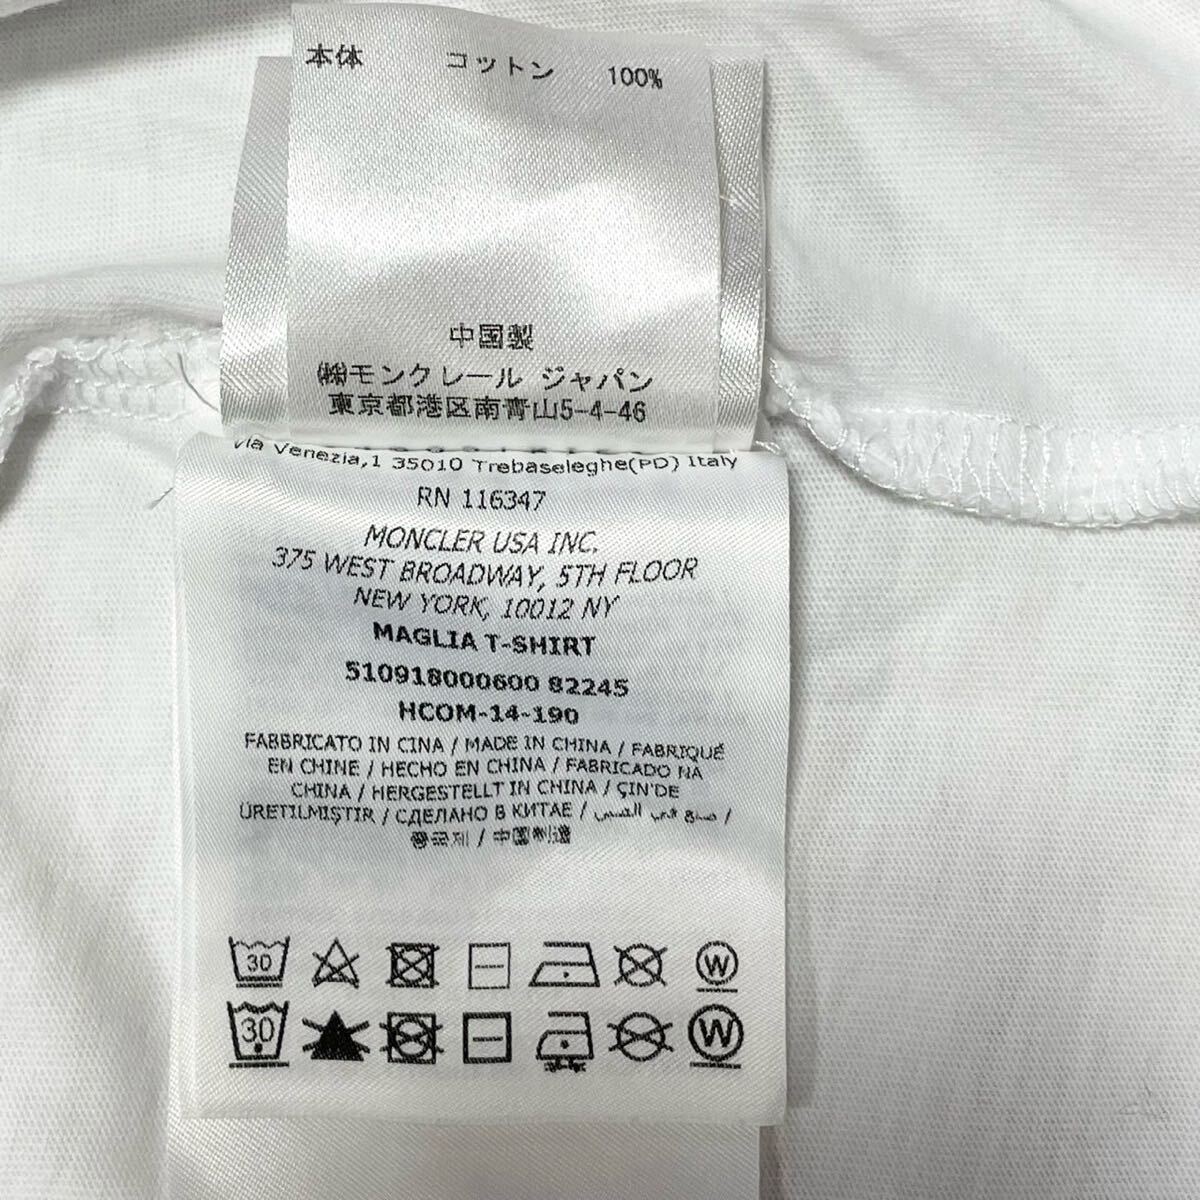 本体 コットン 100%
中国製
㈱モンクレール ジャパン
東京都港区南青山5-4-46
Via Venezia,1 35010 Trebaseleghe(PD) Italy
RN 116347
MONCLER USA INC.
375 WEST BROADWAY, 5TH FLOOR
NEW YORK, 10012 NY
MAGLIA T-SHIRT
510918000600 82245
HCOM-14-190
FABBRICATO IN CINA / MADE IN CHINA / FABRIQUÉ
EN CHINE / HECHO EN CHINA / FABRICADO NA
CHINA / HERGESTELLT IN CHINA / ÇIN'DE
ÜRETILMIŞTIR / СДЕЛАНО В КИТАЕ / صنع في الصين /
중국제 / 中国制造
30 W
30 W